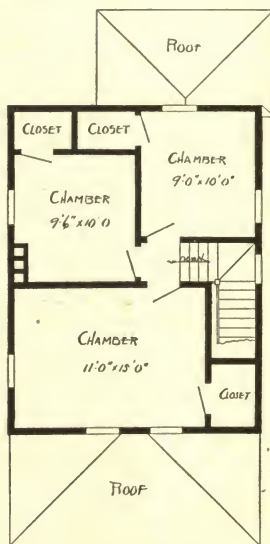 ROOF
CLOSET
CLOSET
CHAMBER
9'0"x10'0"
CHAMBER
9'6"x10'0
DOWN
CHAMBER
11'0"x15'0"
CLOSET
ROOF